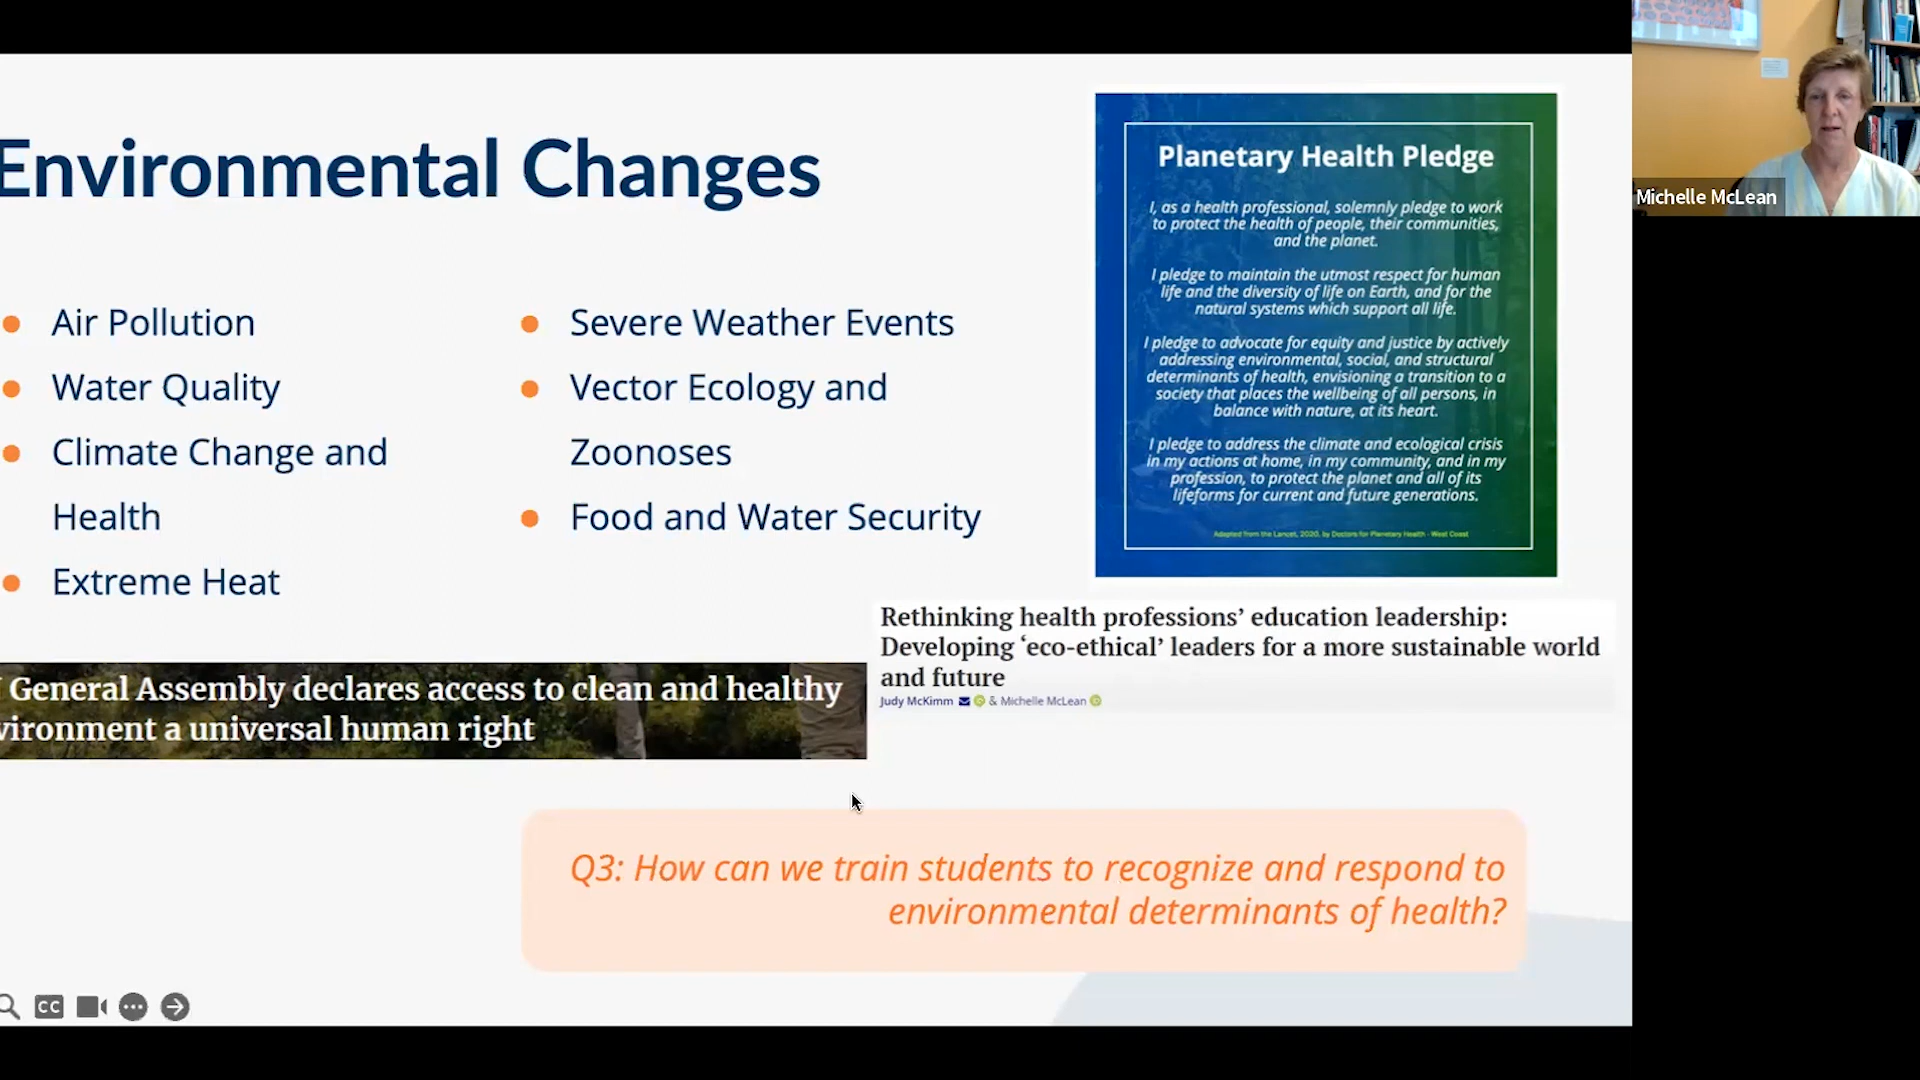 Environmental Changes
Air Pollution
Water Quality
Climate Change and
Health
Extreme Heat
Severe Weather Events
Vector Ecology and
Zoonoses
Food and Water Security
Planetary Health Pledge
I, as a health professional, solemnly pledge to work
to protect the health of people, their communities,
and the planet.
I pledge to maintain the utmost respect for human
life and the diversity of life on Earth, and for the
natural systems which support all life.
I pledge to advocate for equity and justice by actively
addressing environmental, social, and structural
determinants of health, envisioning a transition to a
society that places the wellbeing of all persons, in
balance with nature, at its heart.
I pledge to address the climate and ecological crisis
in my actions at home, in my community, and in my
profession, to protect the planet and all of its
lifeforms for current and future generations.
Adapted from the Lancet, 2020, by Doctors for Planetary Health - West Coast
General Assembly declares access to clean and healthy
vironment a universal human right
Rethinking health professions’ education leadership:
Developing ‘eco-ethical’ leaders for a more sustainable world
and future
Judy McKimm & Michelle McLean
Q3: How can we train students to recognize and respond to
environmental determinants of health?
CC
Michelle McLean